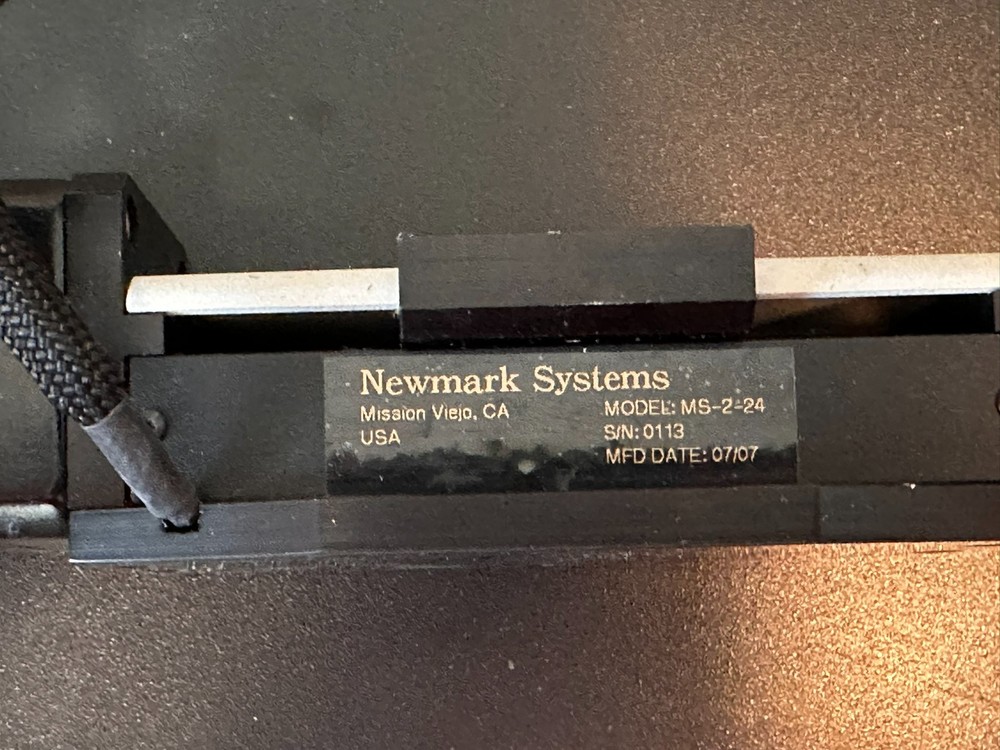 Newmark Systems
Mission Viejo, CA
USA
MODEL: MS-2-24
S/N: 0113
MFD DATE: 07/07